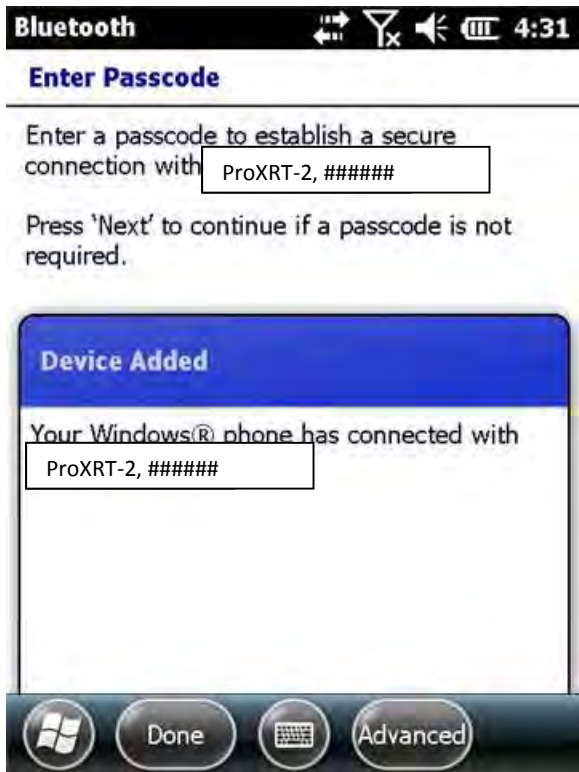 Bluetooth 4:31
Enter Passcode
Enter a passcode to establish a secure
connection with ProXRT-2, ######
Press 'Next' to continue if a passcode is not
required.
Device Added
Your Windows® phone has connected with
ProXRT-2, ######
Done Advanced